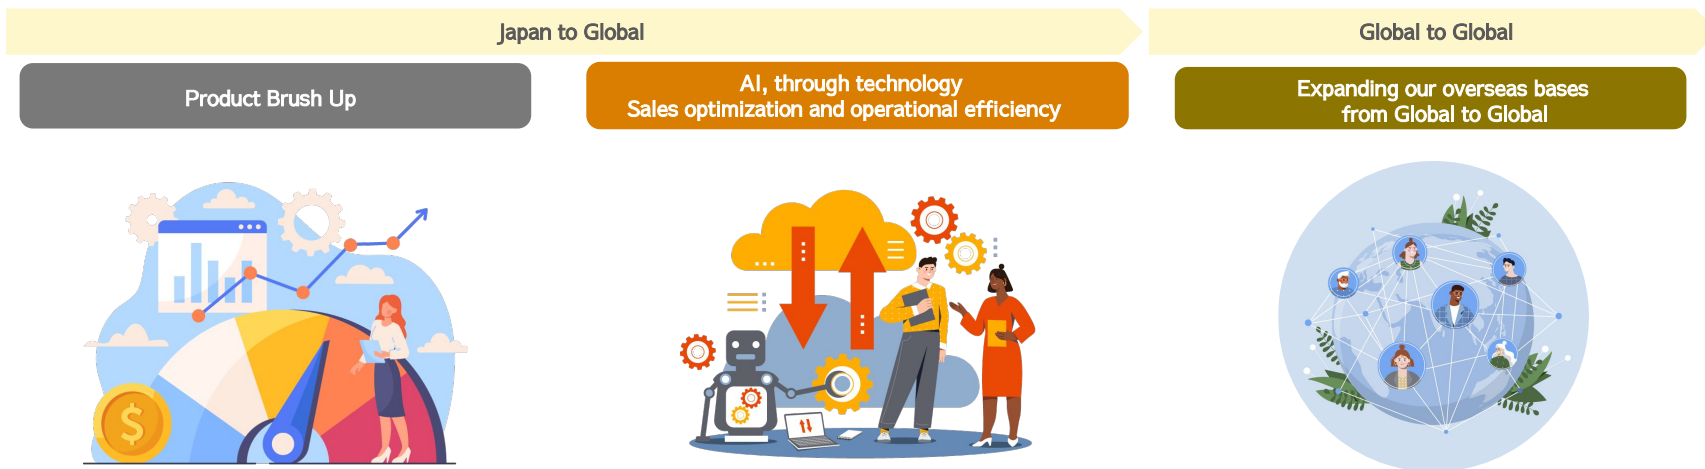 Japan to Global
Global to Global
Product Brush Up
AI, through technology
Sales optimization and operational efficiency
Expanding our overseas bases
from Global to Global
$